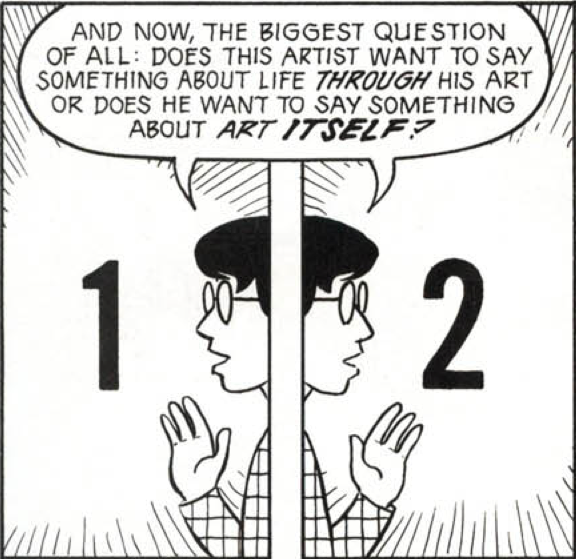 AND NOW, THE BIGGEST QUESTION
OF ALL: DOES THIS ARTIST WANT TO SAY
SOMETHING ABOUT LIFE THROUGH HIS ART
OR DOES HE WANT TO SAY SOMETHING
ABOUT ART ITSELF?
1 2